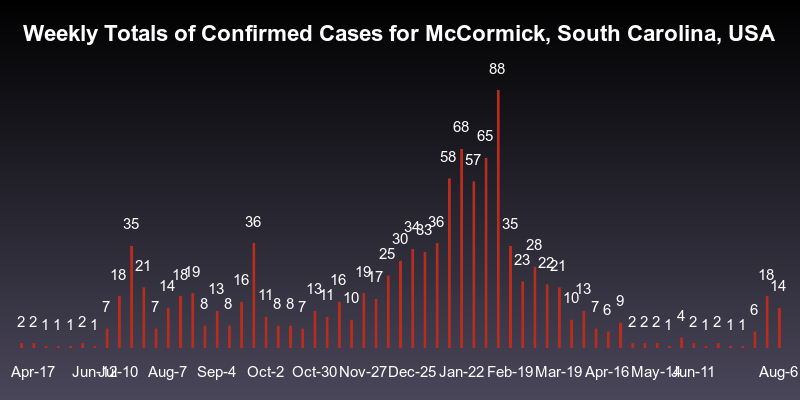 Weekly Totals of Confirmed Cases for McCormick, South Carolina, USA
2 2 1 1 1 2 1 7 18 35 21 7 14 18 19 8 13 8 16 36 11 8 8 7 13 11 16 10 19 17 25 30 34 33 36 58 68 57 65 88 35 23 28 22 21 10 13 7 6 9 2 2 2 1 4 2 1 2 1 1 6 18 14
Apr-17 Jun-12 Jul-10 Aug-7 Sep-4 Oct-2 Oct-30 Nov-27 Dec-25 Jan-22 Feb-19 Mar-19 Apr-16 May-14 Jun-11 Aug-6